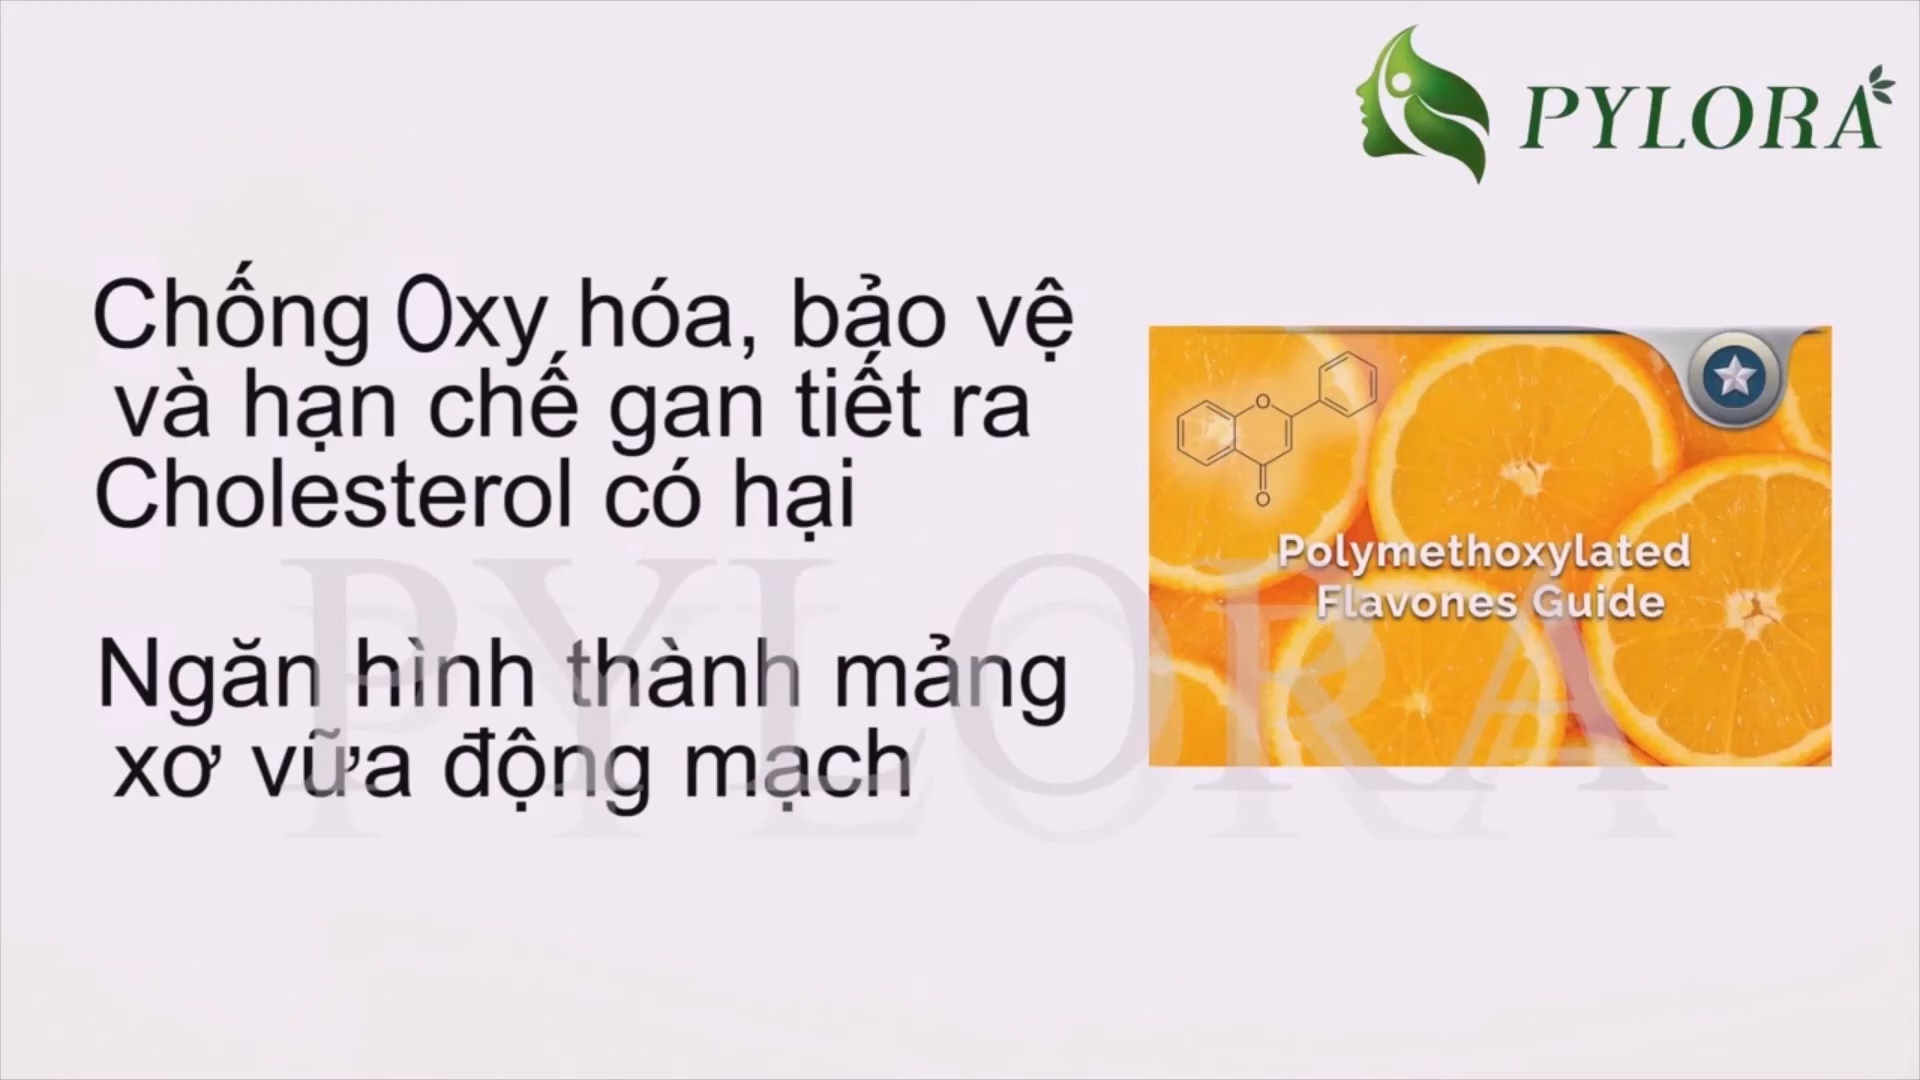 PYLORA
Chống Oxy hóa, bảo vệ
và hạn chế gan tiết ra
Cholesterol có hại
Ngăn hình thành mảng
xơ vữa động mạch
O
O
Polymethoxylated
Flavones Guide
PYLORA